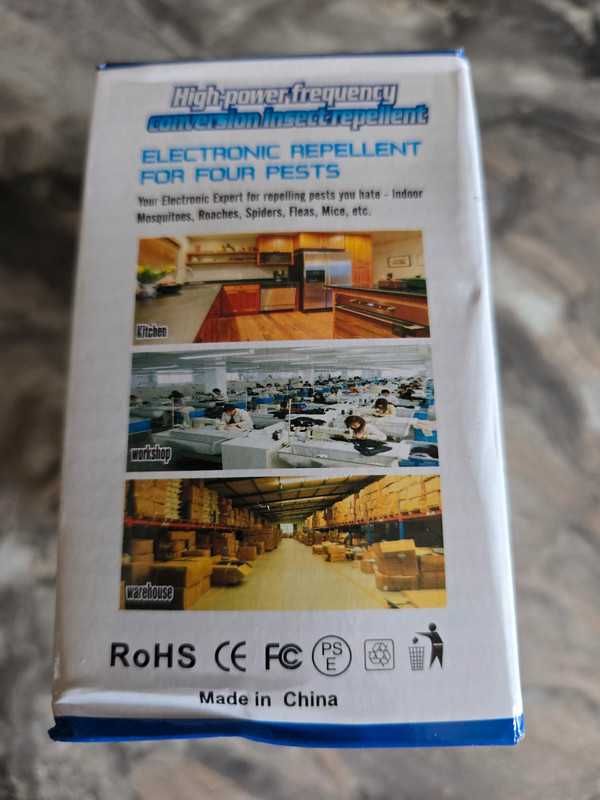 High-power frequency
conversion insect repellent
ELECTRONIC REPELLENT
FOR FOUR PESTS
Your Electronic Expert for repelling pests you hate - Indoor
Mosquitoes, Roaches, Spiders, Fleas, Mice, etc.
Kitchen
workshop
warehouse
RoHS CE FC PS E
Made in China